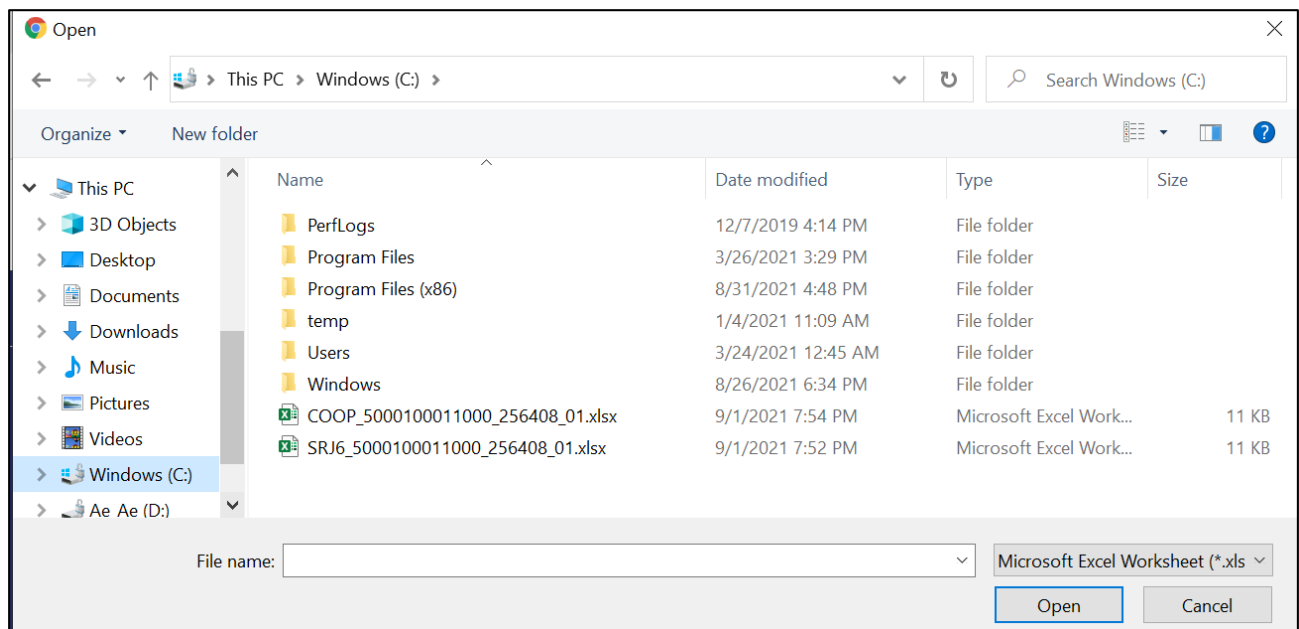 Open
This PC > Windows (C:) >
Search Windows (C:)
Organize
New folder
?
Name Date modified Type Size
This PC
3D Objects
Desktop
Documents
Downloads
Music
Pictures
Videos
Windows (C:)
Ae Ae (D:)
PerfLogs 12/7/2019 4:14 PM File folder
Program Files 3/26/2021 3:29 PM File folder
Program Files (x86) 8/31/2021 4:48 PM File folder
temp 1/4/2021 11:09 AM File folder
Users 3/24/2021 12:45 AM File folder
Windows 8/26/2021 6:34 PM File folder
COOP_5000100011000_256408_01.xlsx 9/1/2021 7:54 PM Microsoft Excel Work... 11 KB
SRJ6_5000100011000_256408_01.xlsx 9/1/2021 7:52 PM Microsoft Excel Work... 11 KB
File name:
Microsoft Excel Worksheet (*.xls
Open Cancel